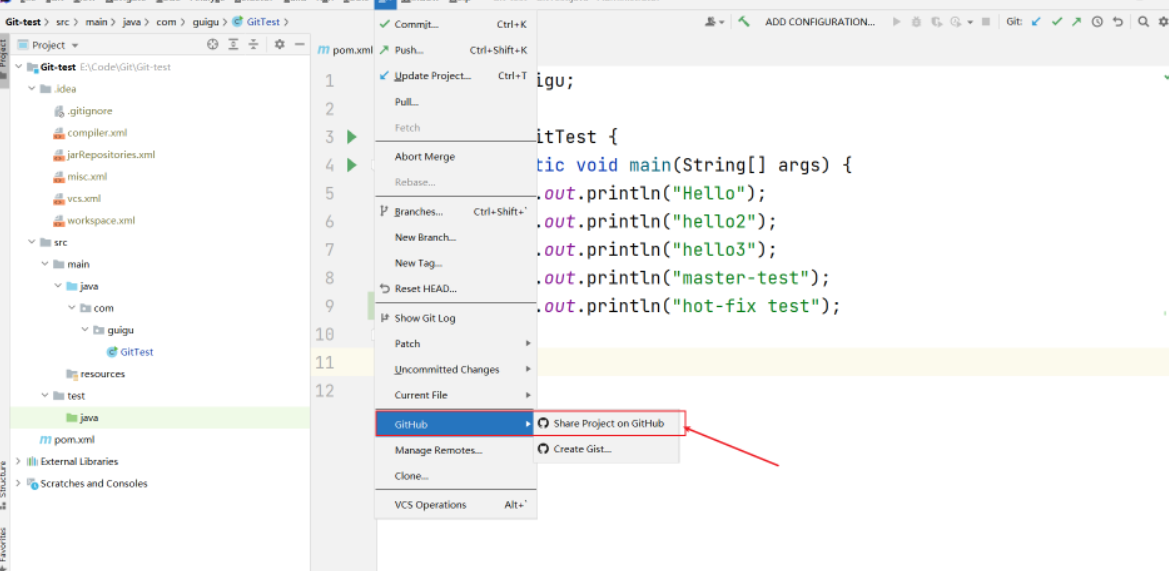 Git-test > src > main > java > com > guigu > GitTest >
ADD CONFIGURATION...
Git:
Project
Project
pom.xml
Git-test E:\Code\Git\Git-test
.idea
.gitignore
compiler.xml
jarRepositories.xml
misc.xml
vcs.xml
workspace.xml
src
main
java
com
guigu
GitTest
resources
test
java
pom.xml
External Libraries
Scratches and Consoles
Structure
Favorites
Commit... Ctrl+K
Push... Ctrl+Shift+K
Update Project... Ctrl+T
Pull...
Fetch
Abort Merge
Rebase...
Branches... Ctrl+Shift+`
New Branch...
New Tag...
Reset HEAD...
Show Git Log
Patch
Uncommitted Changes
Current File
GitHub
Manage Remotes...
Clone...
VCS Operations Alt+`
Share Project on GitHub
Create Gist...
1 igu;
2
3 itTest {
4 tic void main(String[] args) {
5 .out.println("Hello");
6 .out.println("hello2");
7 .out.println("hello3");
8 .out.println("master-test");
9 .out.println("hot-fix test");
10
11
12